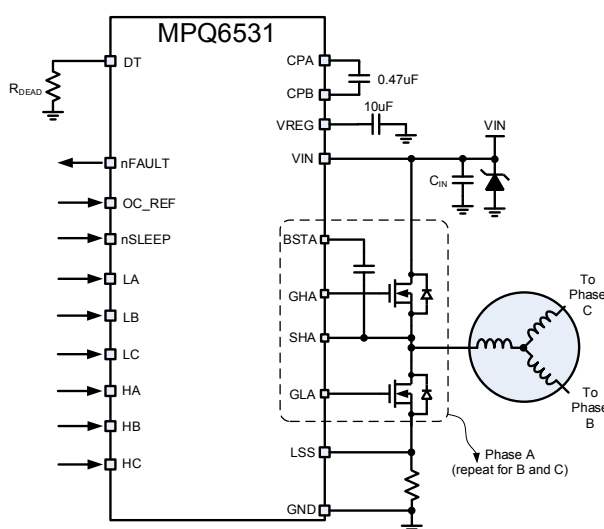 MPQ6531
DT
RDEAD
nFAULT
OC_REF
nSLEEP
LA
LB
LC
HA
HB
HC
CPA
CPB
0.47uF
VREG
10uF
VIN
VIN
CIN
BSTA
GHA
SHA
GLA
LSS
GND
To
Phase
C
To
Phase
B
Phase A
(repeat for B and C)